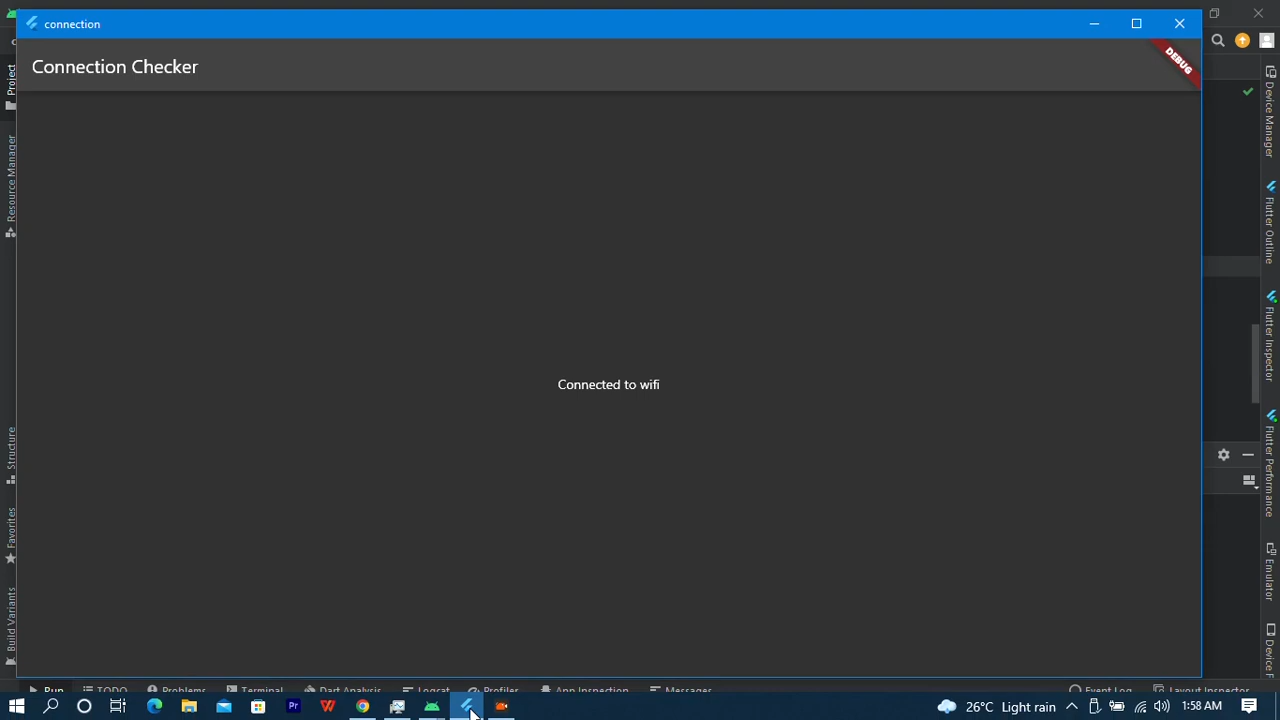 connection
Connection Checker
DEBUG
Project
Resource Manager
Structure
Favorites
Build Variants
Connected to wifi
Device Manager
Flutter Outline
Flutter Inspector
Flutter Performance
Emulator
Device F
Run
TODO
Problems
Terminal
Dart Analysis
Logcat
Profiler
App Inspection
Messages
Event Log
Layout Inspector
Pr
W
26°C Light rain
1:58 AM